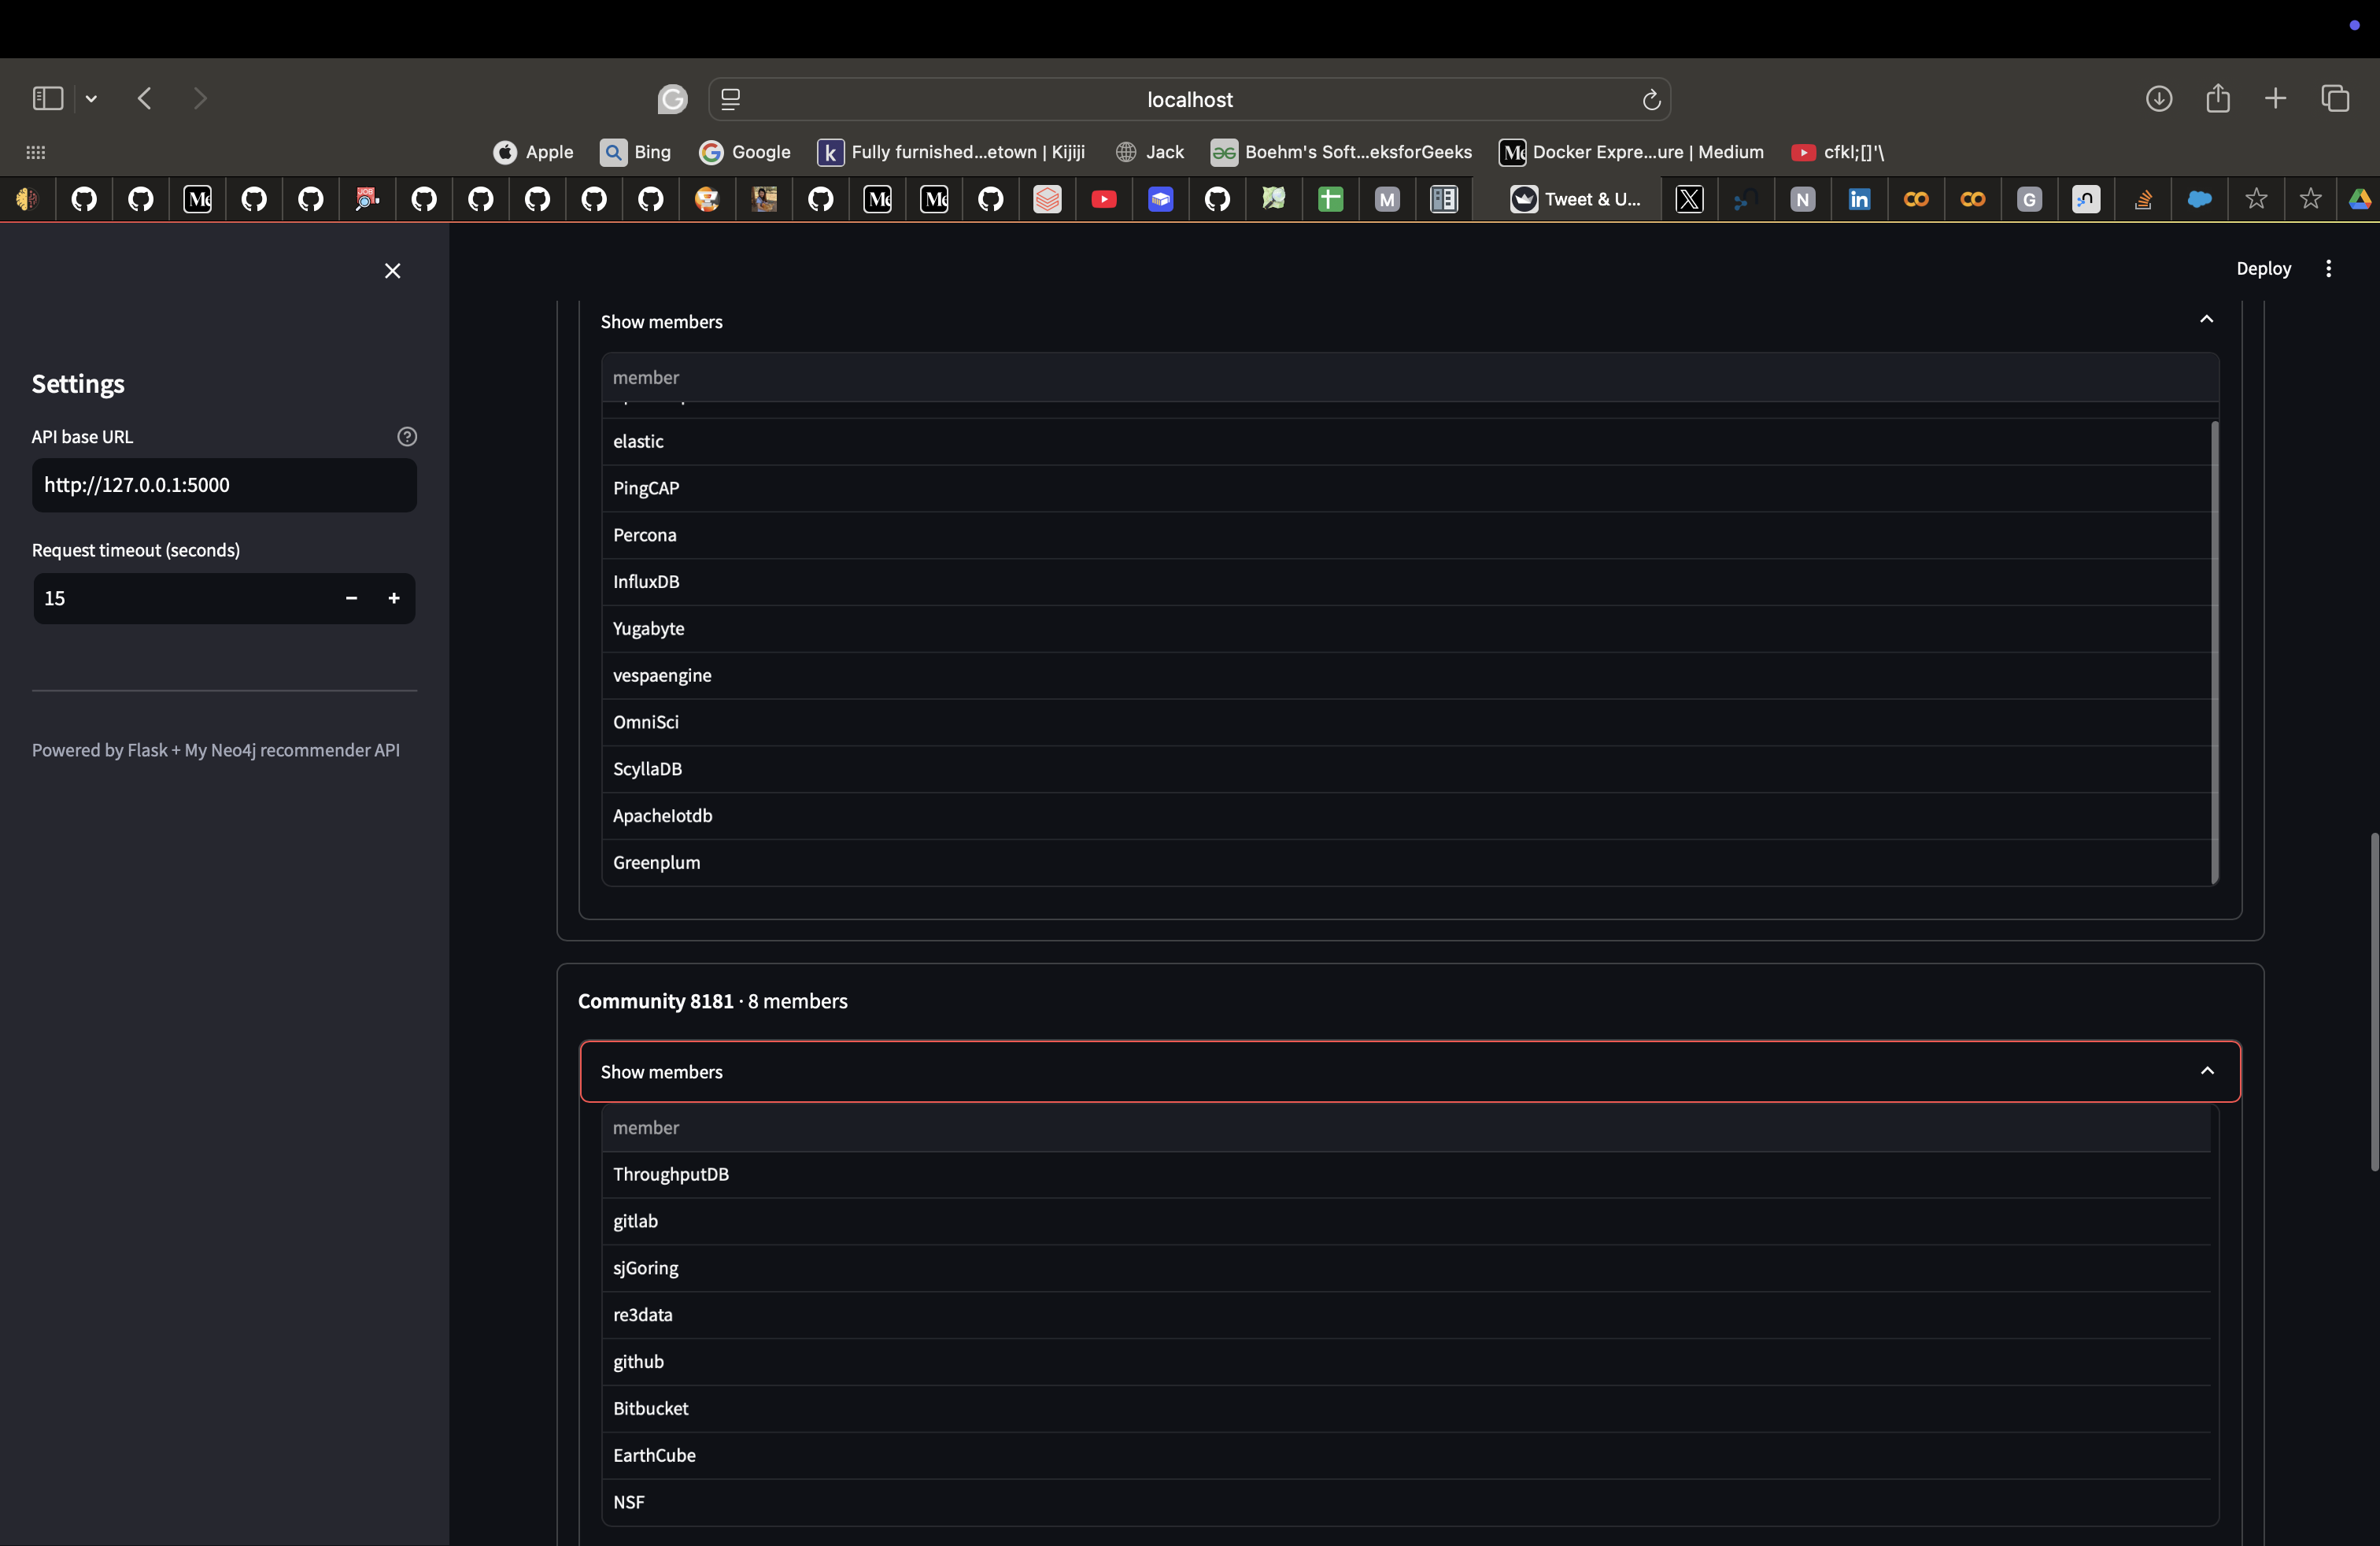 localhost
Apple
Bing
Google
Fully furnished...etown | Kijiji
Jack
Boehm's Soft...eksforGeeks
Docker Expre...ure | Medium
cfkl;[]'\
Tweet & U...
Deploy
Settings
API base URL
http://127.0.0.1:5000
Request timeout (seconds)
15
Powered by Flask + My Neo4j recommender API
Show members
member
elastic
PingCAP
Percona
InfluxDB
Yugabyte
vespaengine
OmniSci
ScyllaDB
ApacheIotdb
Greenplum
Community 8181 · 8 members
Show members
member
ThroughputDB
gitlab
sjGoring
re3data
github
Bitbucket
EarthCube
NSF